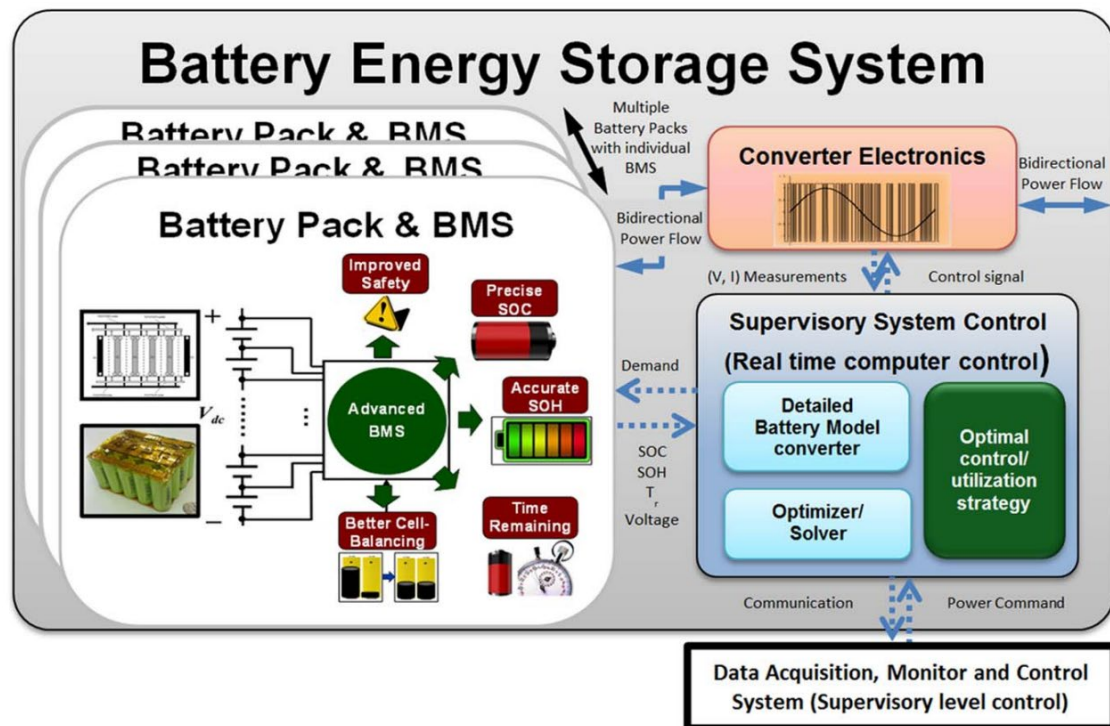 Battery Energy Storage System
Battery Pack & BMS
Battery Pack & BMS
Battery Pack & BMS
Multiple
Battery Packs
with individual
BMS
Bidirectional
Power Flow
Converter Electronics
Bidirectional
Power Flow
(V, I) Measurements
Control signal
Improved
Safety
Precise
SOC
Accurate
SOH
Advanced
BMS
+
V dc
−
Better Cell-
Balancing
Time
Remaining
Demand
SOC
SOH
T r
Voltage
Supervisory System Control
(Real time computer control)
Detailed
Battery Model
converter
Optimizer/
Solver
Optimal
control/
utilization
strategy
Communication
Power Command
Data Acquisition, Monitor and Control
System (Supervisory level control)